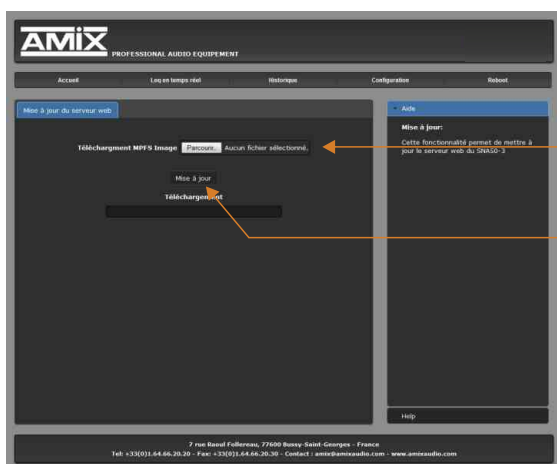 AMiX
PROFESSIONAL AUDIO EQUIPEMENT
Accueil Log en temps réel Historique Configuration Reboot
Mise à jour du serveur web
Téléchargment MPFS Image Parcourir... Aucun fichier sélectionné.
Mise à jour
Téléchargement
Aide
Mise à jour:
Cette fonctionnalité permet de mettre à
jour le serveur web du SNA50-3
Help
7 rue Raoul Follereau, 77600 Bussy-Saint-Georges - France
Tel: +33(0)1.64.66.20.20 - Fax: +33(0)1.64.66.20.30 - Contact : amix@amixaudio.com - www.amixaudio.com